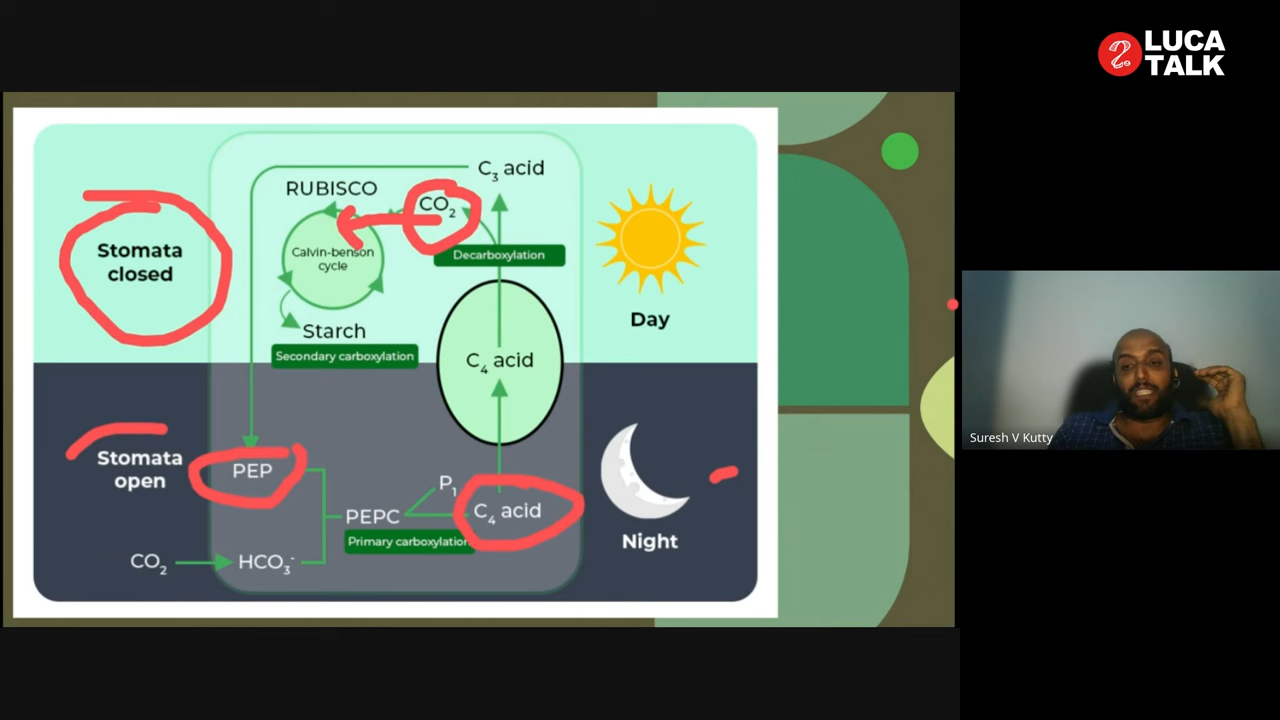 LUCA
TALK
C3 acid
RUBISCO
CO2
Stomata
closed
Calvin-benson
cycle
Decarboxylation
Day
Starch
Secondary carboxylation
C4 acid
Stomata
open
PEP
P1
PEPC
C4 acid
Primary carboxylation
Night
CO2
HCO3-
Suresh V Kutty